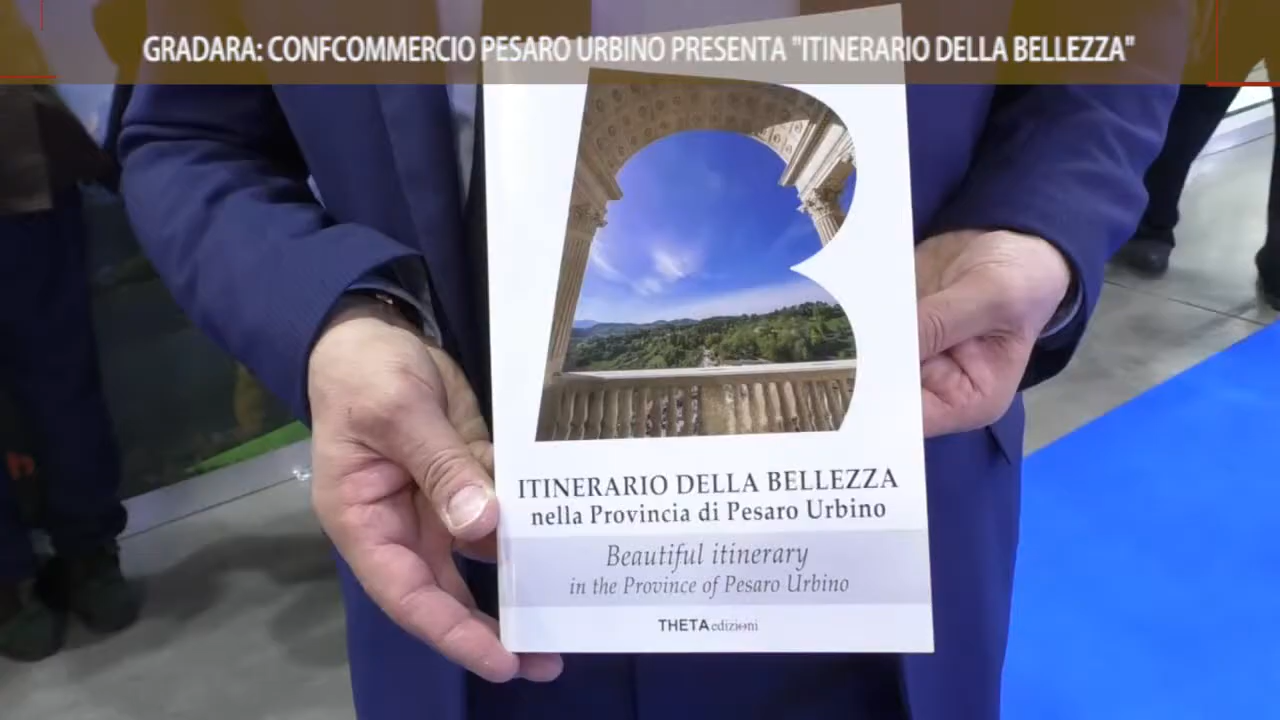 GRADARA: CONFCOMMERCIO PESARO URBINO PRESENTA "ITINERARIO DELLA BELLEZZA"
ITINERARIO DELLA BELLEZZA
nella Provincia di Pesaro Urbino
Beautiful itinerary
in the Province of Pesaro Urbino
THETA edizioni